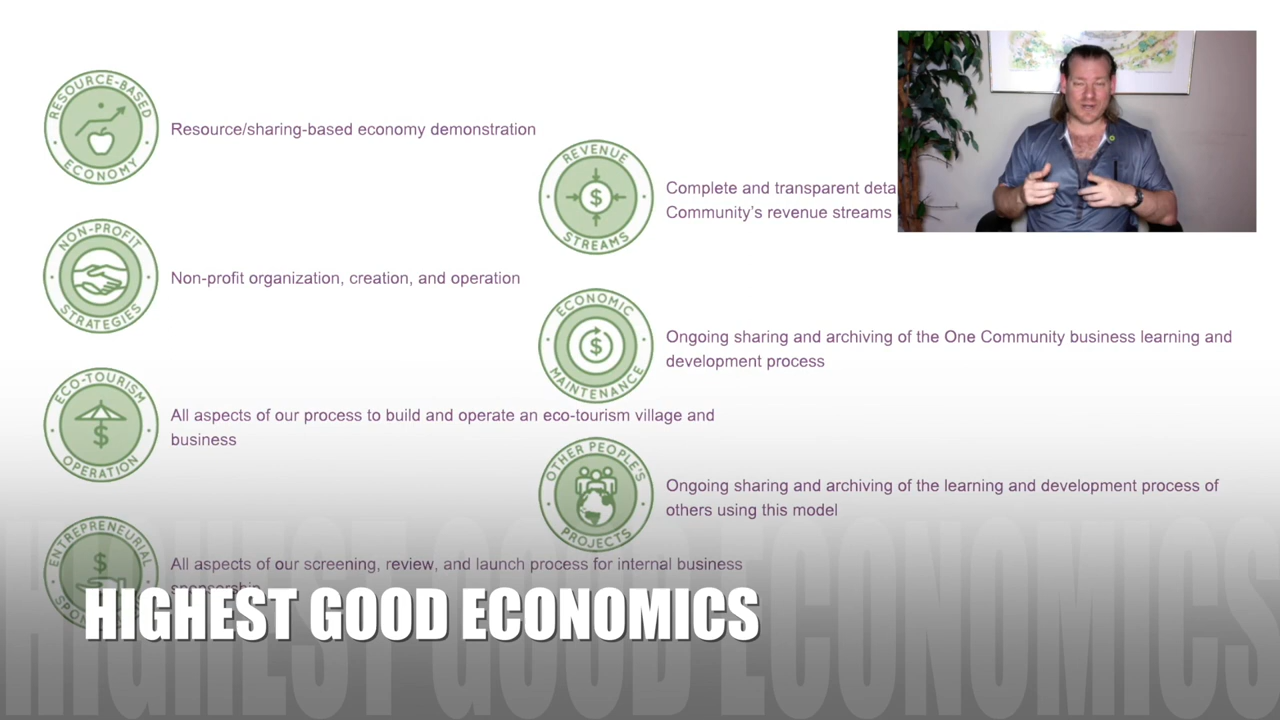 RESOURCE-BASED
ECONOMY
Resource/sharing-based economy demonstration
REVENUE
STREAMS
Complete and transparent deta
Community's revenue streams
NON-PROFIT
STRATEGIES
Non-profit organization, creation, and operation
ECONOMIC
MAINTENANCE
Ongoing sharing and archiving of the One Community business learning and
development process
ECO-TOURISM
OPERATION
All aspects of our process to build and operate an eco-tourism village and
business
OTHER PEOPLE'S
PROJECTS
Ongoing sharing and archiving of the learning and development process of
others using this model
ENTREPRENEURIAL
All aspects of our screening, review, and launch process for internal business
sponsorship
HIGHEST GOOD ECONOMICS
HIGHEST GOOD ECONOMICS